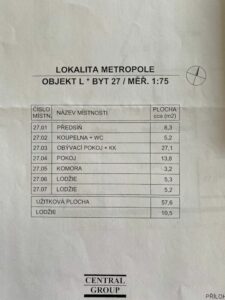 LOKALITA METROPOLE
OBJEKT L * BYT 27 / MĚŘ. 1:75
ČÍSLO MÍSTN. NÁZEV MÍSTNOSTI PLOCHA cca (m2)
27.01 PŘEDSÍŇ 8,3
27.02 KOUPELNA + WC 5,2
27.03 OBÝVACÍ POKOJ + KK 27,1
27.04 POKOJ 13,8
27.05 KOMORA 3,2
27.06 LODŽIE 5,3
27.07 LODŽIE 5,2
UŽITKOVÁ PLOCHA 57,6
LODŽIE 10,5
CENTRAL
GROUP